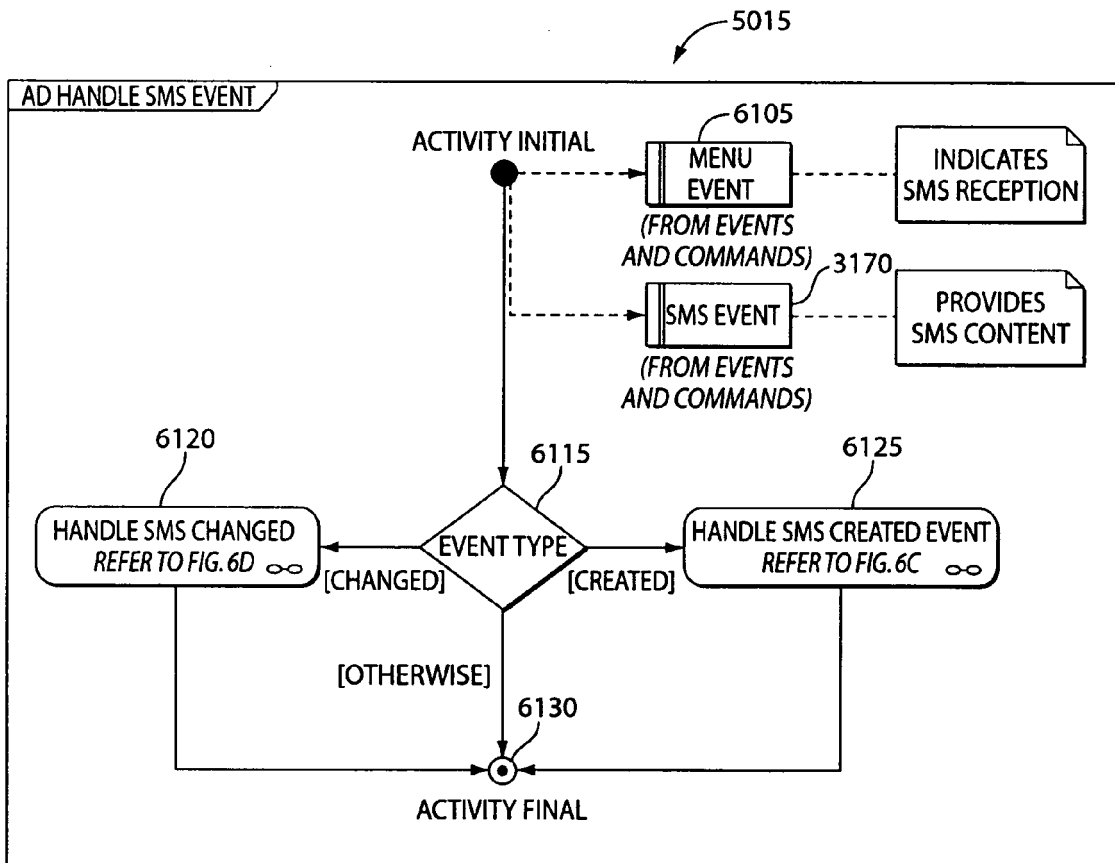 5015
AD HANDLE SMS EVENT
ACTIVITY INITIAL
6105
MENU
EVENT
(FROM EVENTS
AND COMMANDS)
INDICATES
SMS RECEPTION
3170
SMS EVENT
(FROM EVENTS
AND COMMANDS)
PROVIDES
SMS CONTENT
6120
HANDLE SMS CHANGED
REFER TO FIG. 6D
6115
EVENT TYPE
[CHANGED]
[CREATED]
6125
HANDLE SMS CREATED EVENT
REFER TO FIG. 6C
[OTHERWISE]
6130
ACTIVITY FINAL